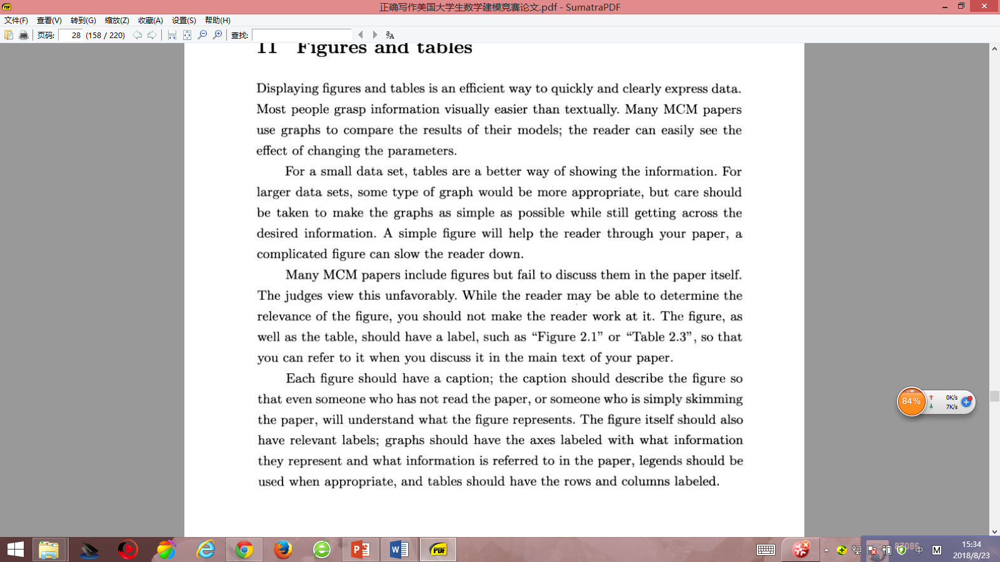 正确写作美国大学生数学建模竞赛论文.pdf - SumatraPDF
文件(F) 查看(V) 转到(G) 缩放(Z) 收藏(A) 设置(S) 帮助(H)
页码: 28 (158 / 220) 查找:
11 Figures and tables
Displaying figures and tables is an efficient way to quickly and clearly express data.
Most people grasp information visually easier than textually. Many MCM papers
use graphs to compare the results of their models; the reader can easily see the
effect of changing the parameters.
For a small data set, tables are a better way of showing the information. For
larger data sets, some type of graph would be more appropriate, but care should
be taken to make the graphs as simple as possible while still getting across the
desired information. A simple figure will help the reader through your paper, a
complicated figure can slow the reader down.
Many MCM papers include figures but fail to discuss them in the paper itself.
The judges view this unfavorably. While the reader may be able to determine the
relevance of the figure, you should not make the reader work at it. The figure, as
well as the table, should have a label, such as “Figure 2.1” or “Table 2.3”, so that
you can refer to it when you discuss it in the main text of your paper.
Each figure should have a caption; the caption should describe the figure so
that even someone who has not read the paper, or someone who is simply skimming
the paper, will understand what the figure represents. The figure itself should also
have relevant labels; graphs should have the axes labeled with what information
they represent and what information is referred to in the paper, legends should be
used when appropriate, and tables should have the rows and columns labeled.
84%
0K/s
7K/s
PDF
中 M
15:34
2018/8/23